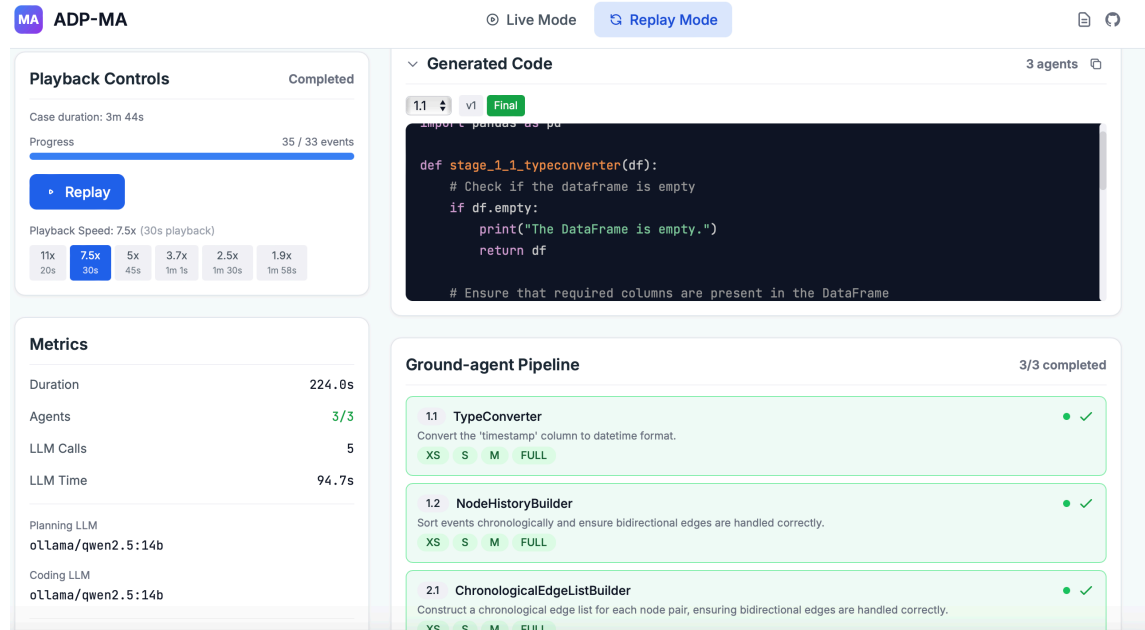 MA ADP-MA Live Mode Replay Mode
Playback Controls Completed
Case duration: 3m 44s
Progress 35 / 33 events
Replay
Playback Speed: 7.5x (30s playback)
11x 7.5x 5x 3.7x 2.5x 1.9x
20s 30s 45s 1m 1s 1m 30s 1m 58s
Metrics
Duration 224.0s
Agents 3/3
LLM Calls 5
LLM Time 94.7s
Planning LLM
ollama/qwen2.5:14b
Coding LLM
ollama/qwen2.5:14b
Generated Code 3 agents
1.1 v1 Final
import pandas as pd
def stage_1_1_typeconverter(df):
# Check if the dataframe is empty
if df.empty:
print("The DataFrame is empty.")
return df
# Ensure that required columns are present in the DataFrame
Ground-agent Pipeline 3/3 completed
1.1 TypeConverter
Convert the 'timestamp' column to datetime format.
XS S M FULL
1.2 NodeHistoryBuilder
Sort events chronologically and ensure bidirectional edges are handled correctly.
XS S M FULL
2.1 ChronologicalEdgeListBuilder
Construct a chronological edge list for each node pair, ensuring bidirectional edges are handled correctly.
XS S M FULL